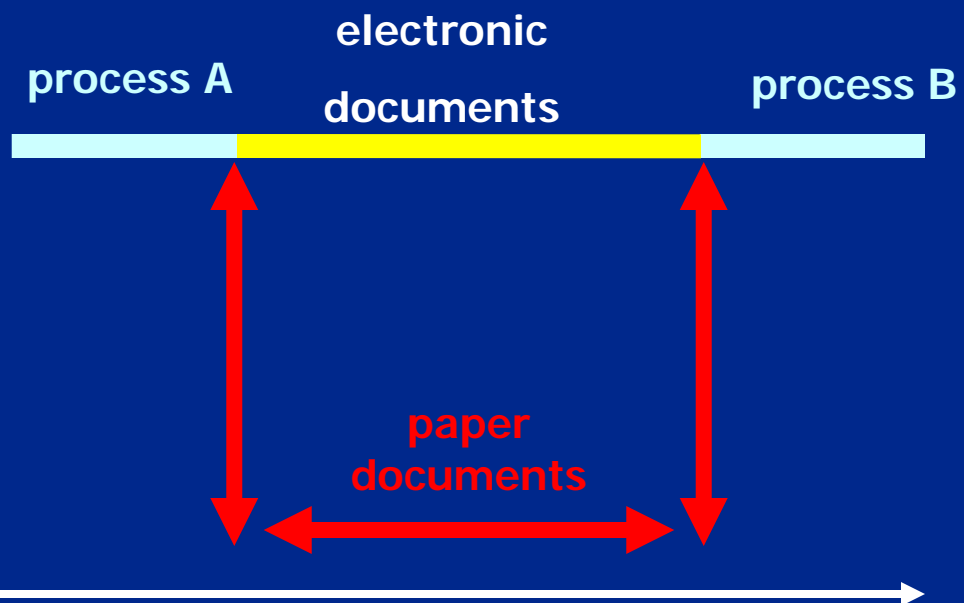 electronic
documents
process A
process B
paper
documents